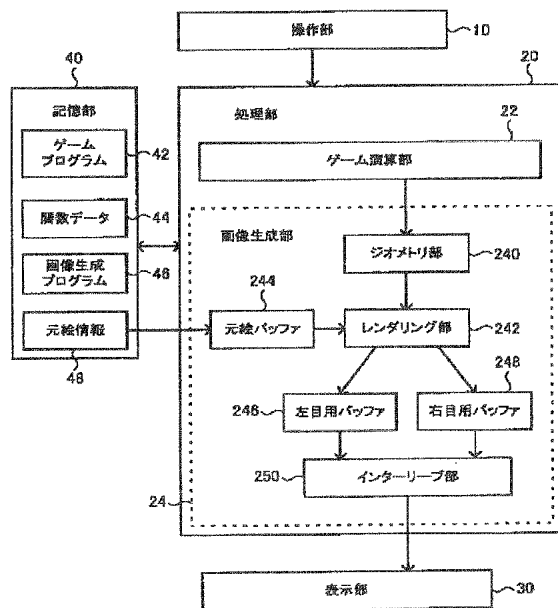 操作部
10
40
20
記憶部
処理部
22
ゲーム
プログラム
42
ゲーム演算部
関数データ
44
画像生成部
ジオメトリ部
240
画像生成
プログラム
46
244
元絵情報
元絵バッファ
レンダリング部
242
48
248
246
左目用バッファ
右目用バッファ
250
インターリーブ部
24
表示部
30